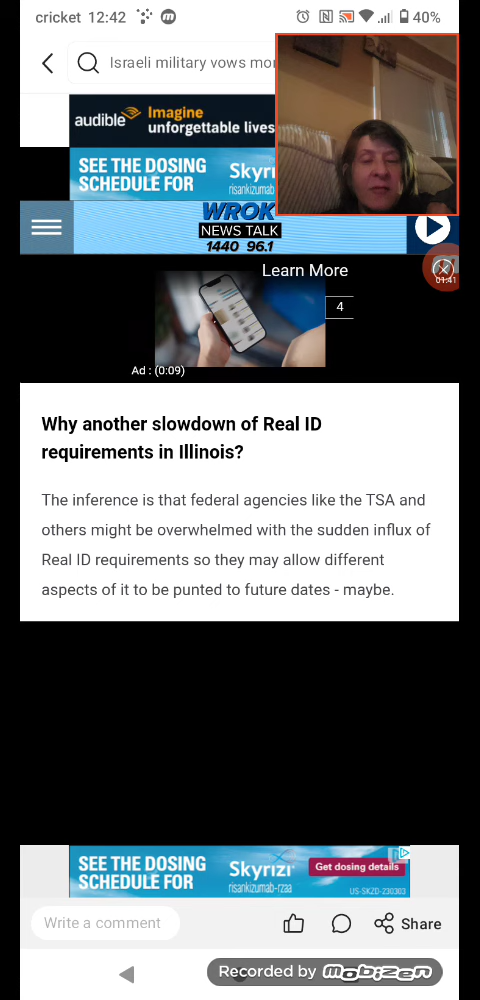 cricket 12:42
40%
Israeli military vows mor
audible
Imagine
unforgettable lives
SEE THE DOSING
SCHEDULE FOR
Skyri
risankizumab
WROK
NEWS TALK
1440 96.1
01:41
Learn More
4
Ad : (0:09)
Why another slowdown of Real ID
requirements in Illinois?
The inference is that federal agencies like the TSA and
others might be overwhelmed with the sudden influx of
Real ID requirements so they may allow different
aspects of it to be punted to future dates - maybe.
SEE THE DOSING
SCHEDULE FOR
Skyrizi
risankizumab-rzaa
Get dosing details
US-SKZD-230303
Write a comment
Share
Recorded by mobizen